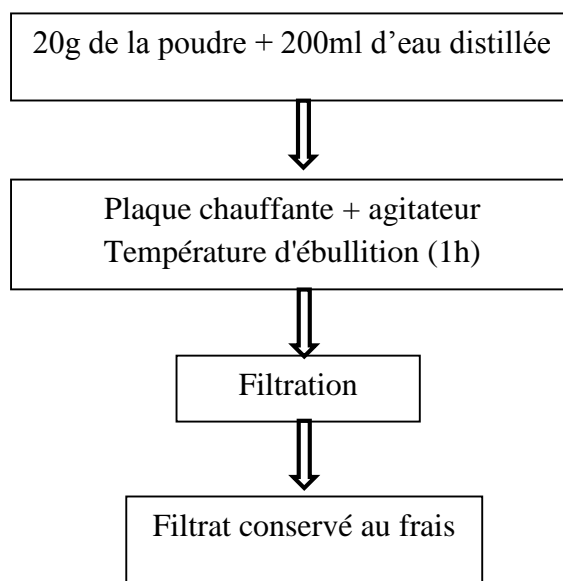 20g de la poudre + 200ml d’eau distillée
Plaque chauffante + agitateur
Température d'ébullition (1h)
Filtration
Filtrat conservé au frais